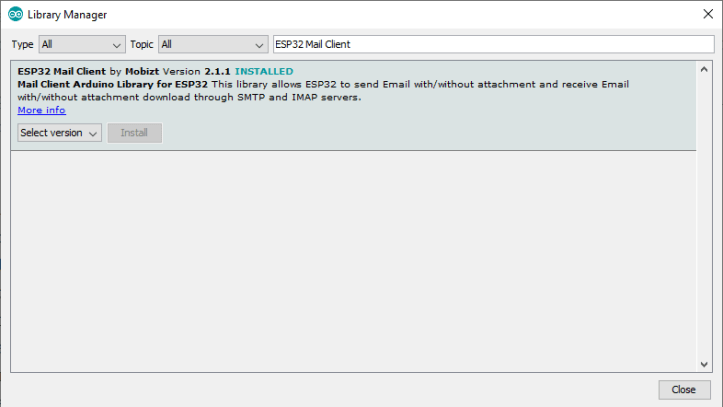 Library Manager
Type All Topic All ESP32 Mail Client
ESP32 Mail Client by Mobizt Version 2.1.1 INSTALLED
Mail Client Arduino Library for ESP32 This library allows ESP32 to send Email with/without attachment and receive Email
with/without attachment download through SMTP and IMAP servers.
More info
Select version Install
Close